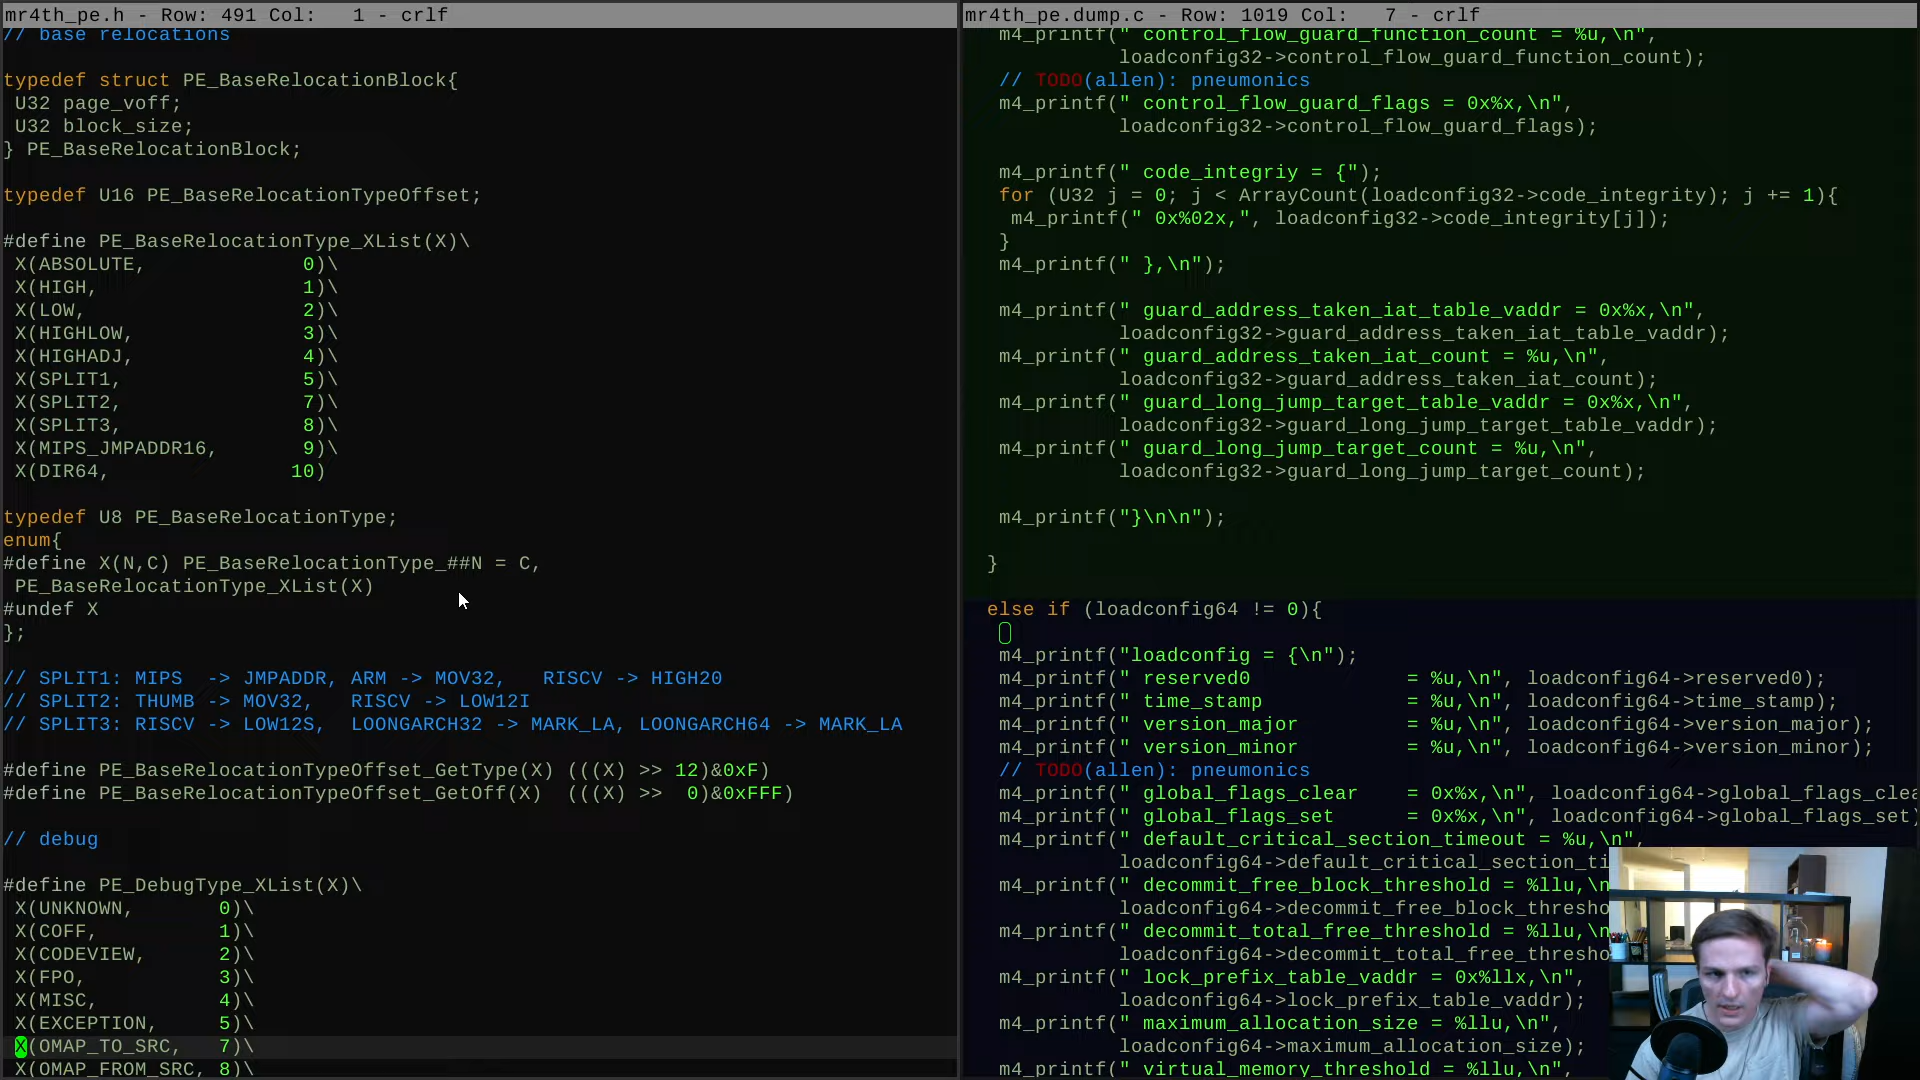 mr4th_pe.h - Row: 491 Col:   1 - crlf
// base relocations
typedef struct PE_BaseRelocationBlock{
 U32 page_voff;
 U32 block_size;
} PE_BaseRelocationBlock;
typedef U16 PE_BaseRelocationTypeOffset;
#define PE_BaseRelocationType_XList(X)\
 X(ABSOLUTE,             0)\
 X(HIGH,                 1)\
 X(LOW,                  2)\
 X(HIGHLOW,              3)\
 X(HIGHADJ,              4)\
 X(SPLIT1,               5)\
 X(SPLIT2,               7)\
 X(SPLIT3,               8)\
 X(MIPS_JMPADDR16,       9)\
 X(DIR64,               10)
typedef U8 PE_BaseRelocationType;
enum{
#define X(N,C) PE_BaseRelocationType_##N = C,
 PE_BaseRelocationType_XList(X)
#undef X
};
// SPLIT1: MIPS  -> JMPADDR, ARM -> MOV32,   RISCV -> HIGH20
// SPLIT2: THUMB -> MOV32,   RISCV -> LOW12I
// SPLIT3: RISCV -> LOW12S,  LOONGARCH32 -> MARK_LA, LOONGARCH64 -> MARK_LA
#define PE_BaseRelocationTypeOffset_GetType(X) (((X) >> 12)&0xF)
#define PE_BaseRelocationTypeOffset_GetOff(X)  (((X) >>  0)&0xFFF)
// debug
#define PE_DebugType_XList(X)\
 X(UNKNOWN,       0)\
 X(COFF,          1)\
 X(CODEVIEW,      2)\
 X(FPO,           3)\
 X(MISC,          4)\
 X(EXCEPTION,     5)\
 X(OMAP_TO_SRC,   7)\
 X(OMAP_FROM_SRC, 8)\
mr4th_pe.dump.c - Row: 1019 Col:   7 - crlf
m4_printf(" control_flow_guard_function_count = %u,\n",
          loadconfig32->control_flow_guard_function_count);
// TODO(allen): pneumonics
m4_printf(" control_flow_guard_flags = 0x%x,\n",
          loadconfig32->control_flow_guard_flags);
m4_printf(" code_integriy = {");
for (U32 j = 0; j < ArrayCount(loadconfig32->code_integrity); j += 1){
 m4_printf(" 0x%02x,", loadconfig32->code_integrity[j]);
}
m4_printf(" },\n");
m4_printf(" guard_address_taken_iat_table_vaddr = 0x%x,\n",
          loadconfig32->guard_address_taken_iat_table_vaddr);
m4_printf(" guard_address_taken_iat_count = %u,\n",
          loadconfig32->guard_address_taken_iat_count);
m4_printf(" guard_long_jump_target_table_vaddr = 0x%x,\n",
          loadconfig32->guard_long_jump_target_table_vaddr);
m4_printf(" guard_long_jump_target_count = %u,\n",
          loadconfig32->guard_long_jump_target_count);
m4_printf("}\n\n");
}
else if (loadconfig64 != 0){
m4_printf("loadconfig = {\n");
m4_printf(" reserved0             = %u,\n", loadconfig64->reserved0);
m4_printf(" time_stamp            = %u,\n", loadconfig64->time_stamp);
m4_printf(" version_major         = %u,\n", loadconfig64->version_major);
m4_printf(" version_minor         = %u,\n", loadconfig64->version_minor);
// TODO(allen): pneumonics
m4_printf(" global_flags_clear    = 0x%x,\n", loadconfig64->global_flags_clea
m4_printf(" global_flags_set      = 0x%x,\n", loadconfig64->global_flags_set)
m4_printf(" default_critical_section_timeout = %u,\n",
          loadconfig64->default_critical_section_ti
m4_printf(" decommit_free_block_threshold = %llu,\n
          loadconfig64->decommit_free_block_thresho
m4_printf(" decommit_total_free_threshold = %llu,\n
          loadconfig64->decommit_total_free_thresho
m4_printf(" lock_prefix_table_vaddr = 0x%llx,\n",
          loadconfig64->lock_prefix_table_vaddr);
m4_printf(" maximum_allocation_size = %llu,\n",
          loadconfig64->maximum_allocation_size);
m4_printf(" virtual_memory_threshold = %llu,\n",